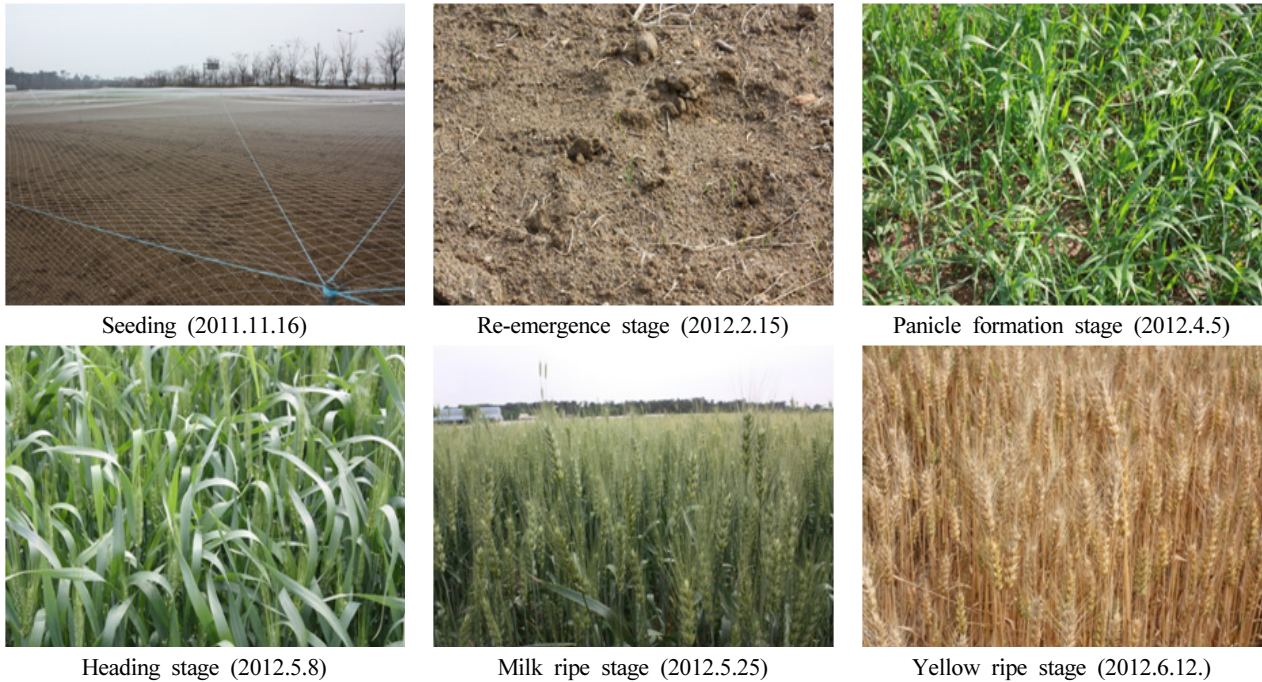 Seeding (2011.11.16)
Re-emergence stage (2012.2.15)
Panicle formation stage (2012.4.5)
Heading stage (2012.5.8)
Milk ripe stage (2012.5.25)
Yellow ripe stage (2012.6.12.)